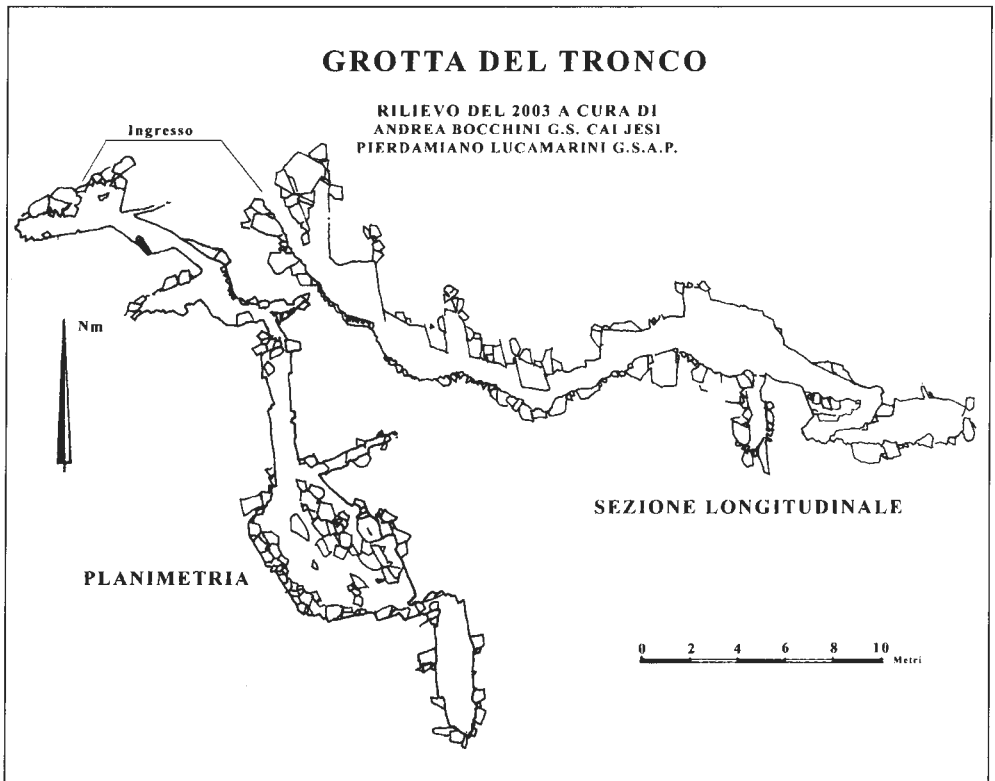 GROTTA DEL TRONCO
RILIEVO DEL 2003 A CURA DI
ANDREA BOCCHINI G.S. CAI JESI
PIERDAMIANO LUCAMARINI G.S.A.P.
Ingresso
Nm
SEZIONE LONGITUDINALE
PLANIMETRIA
0 2 4 6 8 10
Metri